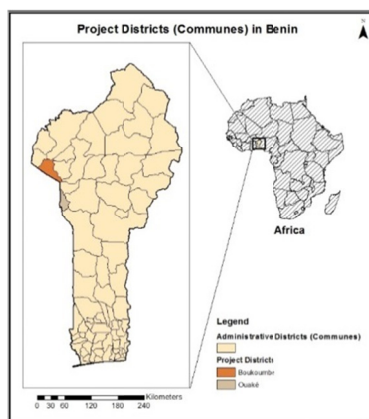 Project Districts (Communes) in Benin
N
Africa
Legend
Administrative Districts (Communes)
Project Districts
Boukoumbr
Ouaké
Kilometers
0 30 60 120 180 240